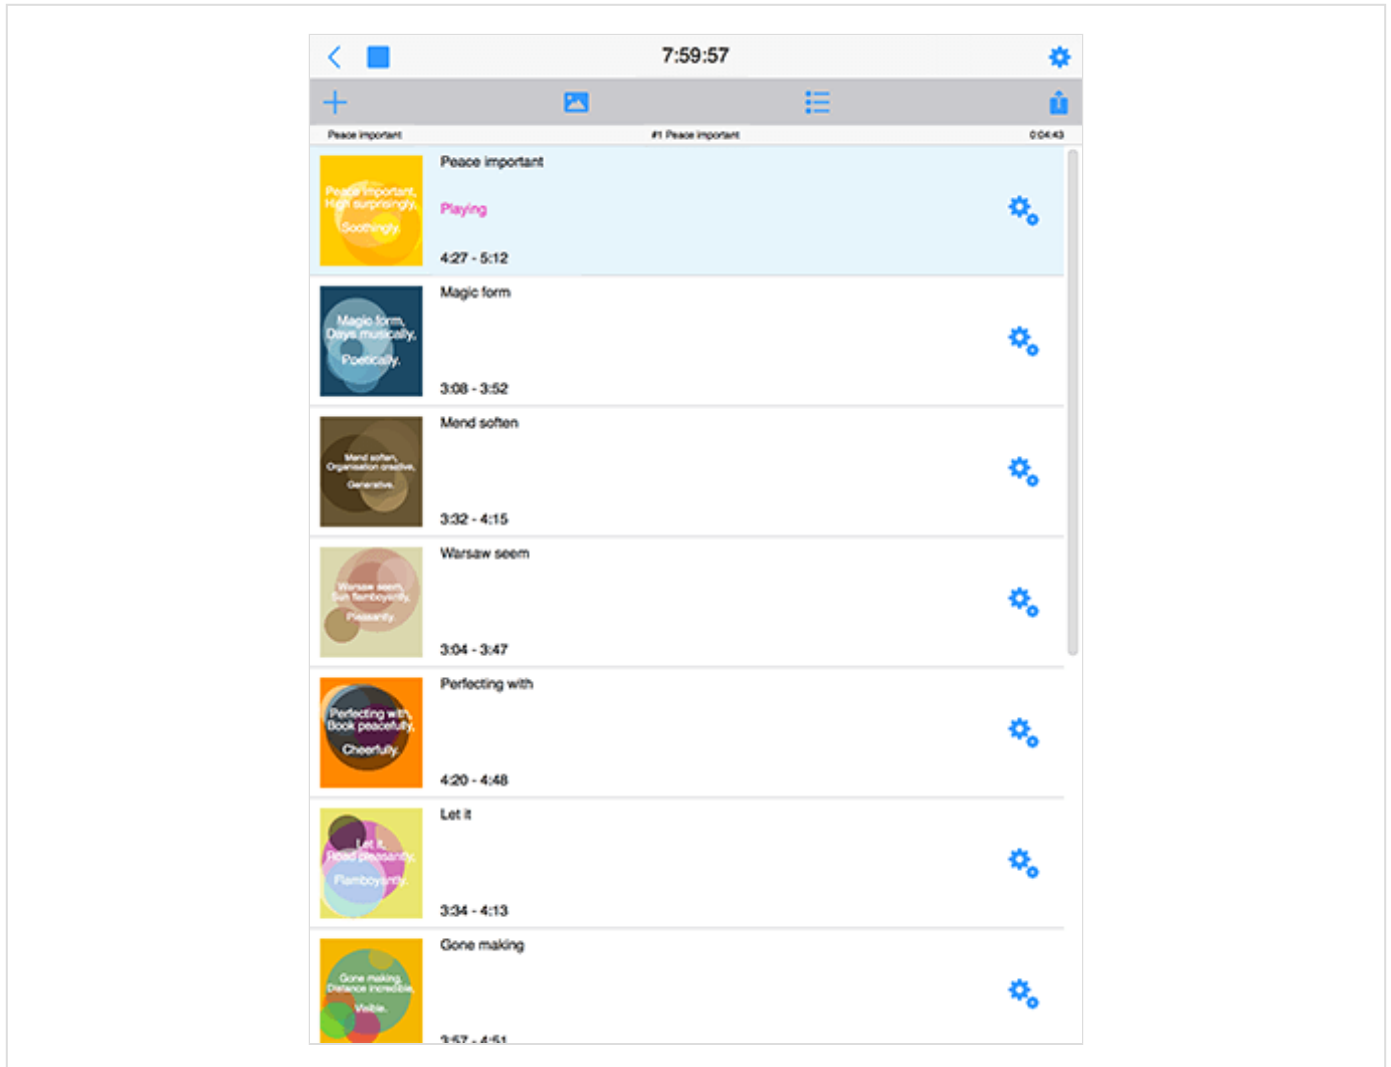 7:59:57
Peace important #1 Peace important 0:04:43
Peace important
Peace important,
High surprisingly,
Playing
Soothingly.
4:27 - 5:12
Magic form
Magic form,
Days musically,
Poetically.
3:08 - 3:52
Mend soften
Mend soften,
Organisation creative,
Generative.
3:32 - 4:15
Warsaw seem
Warsaw seem,
Sun flamboyantly,
Pleasantly.
3:04 - 3:47
Perfecting with
Perfecting with,
Book peacefully,
Cheerfully.
4:20 - 4:48
Let it
Let it,
Road pleasantly,
Flamboyantly.
3:34 - 4:13
Gone making
Gone making,
Distance incredible,
Visible.
3:57 - 4:51